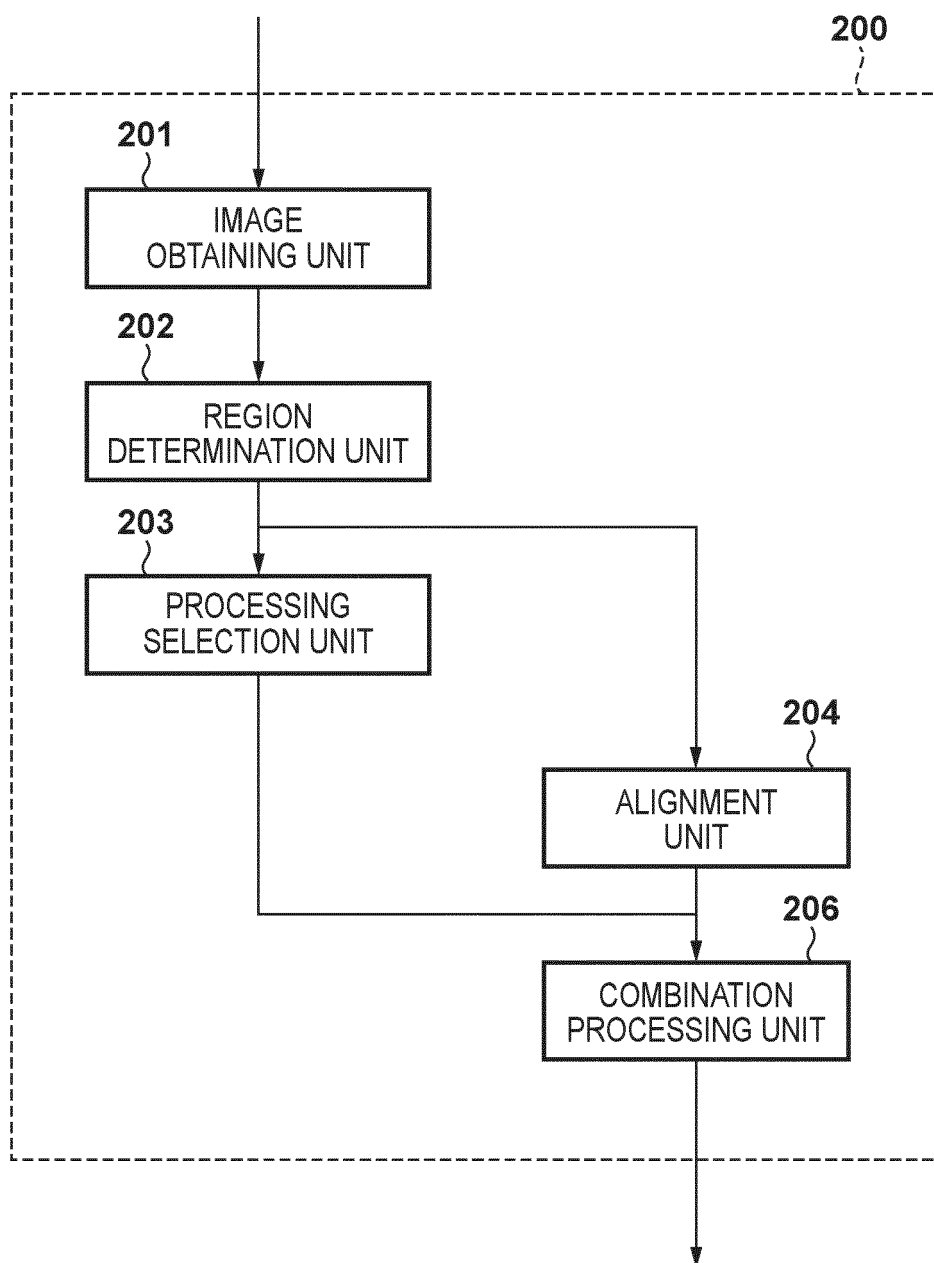 200
201
IMAGE
OBTAINING UNIT
202
REGION
DETERMINATION UNIT
203
PROCESSING
SELECTION UNIT
204
ALIGNMENT
UNIT
206
COMBINATION
PROCESSING UNIT